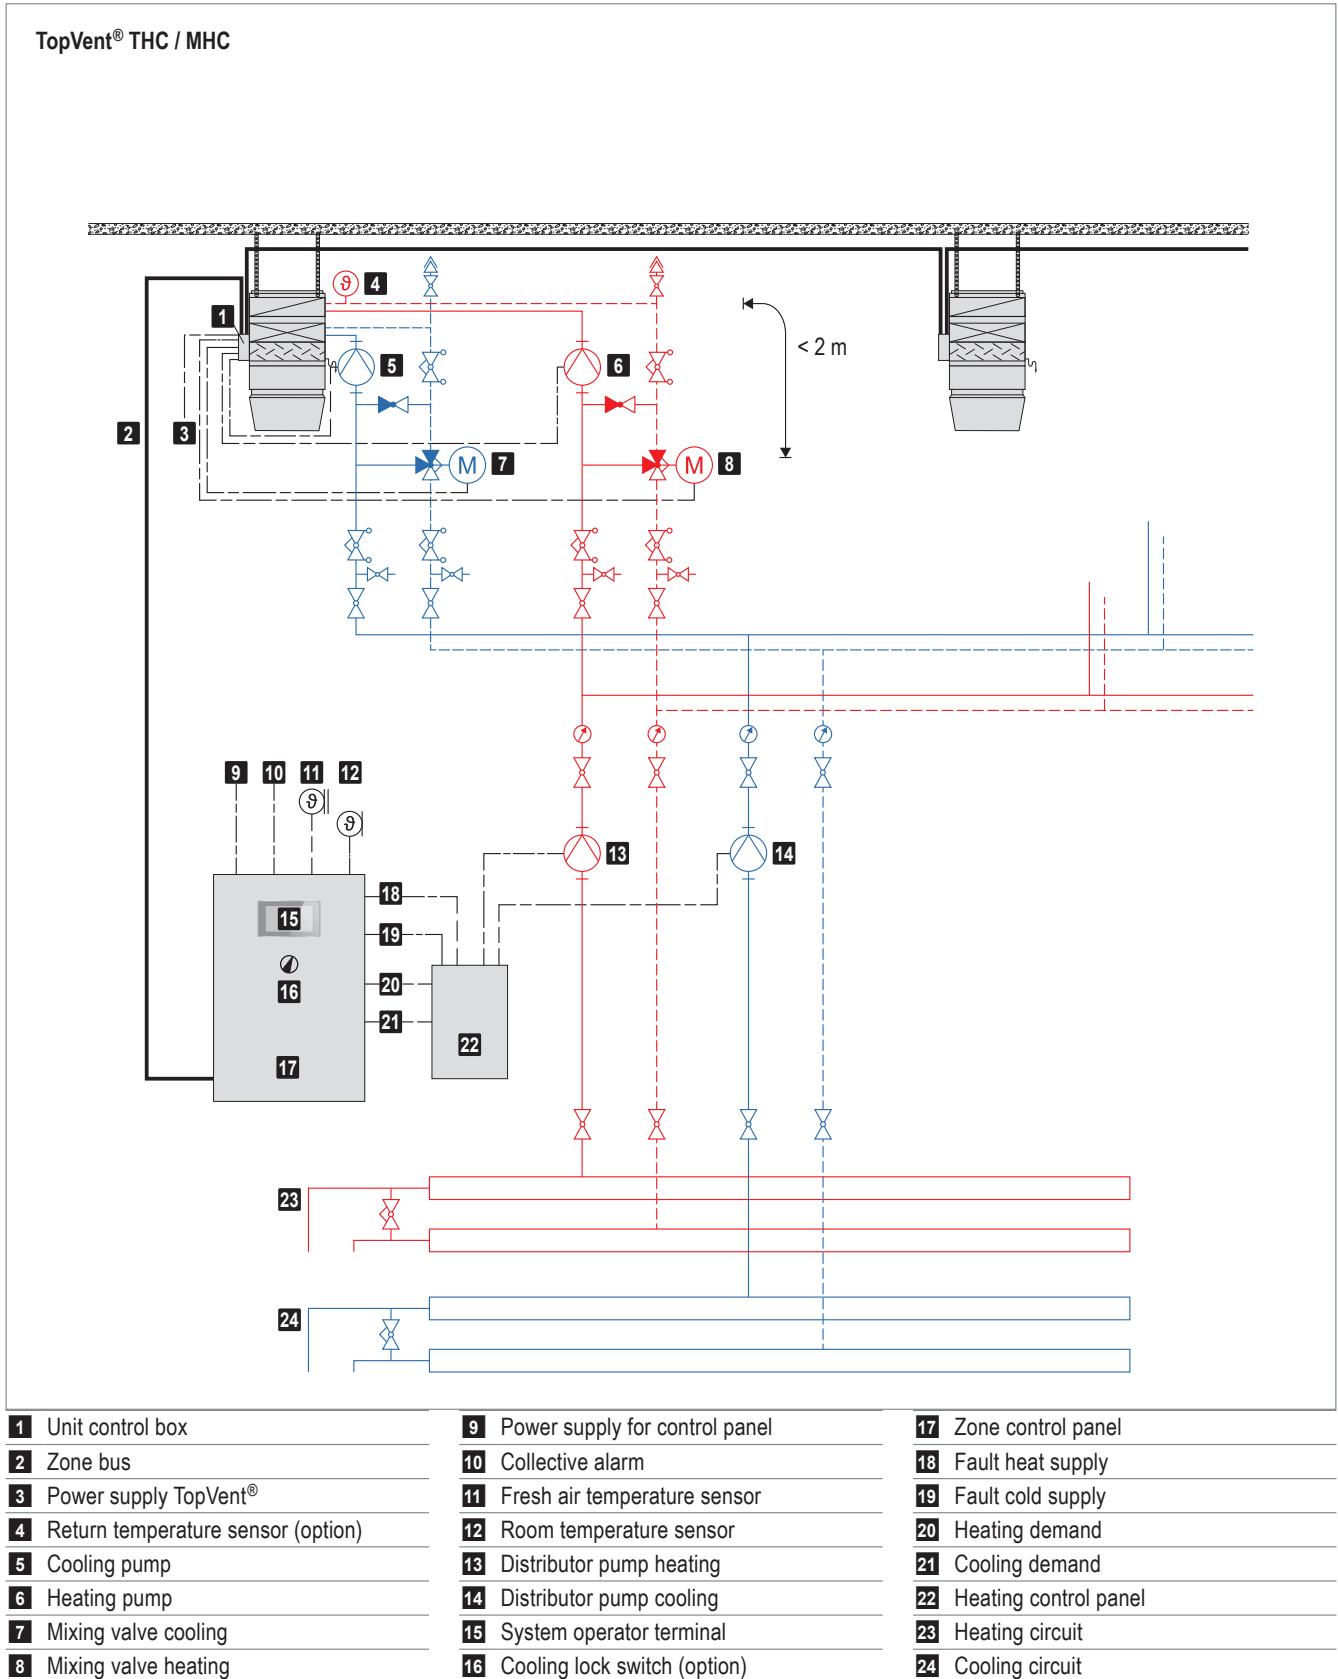 TopVent® THC / MHC
4
1
< 2 m
5
6
2
3
7
8
9
10
11
12
ϑ
ϑ
ϑ
M
M
13
14
18
15
19
16
20
21
22
17
23
24
1 Unit control box
2 Zone bus
3 Power supply TopVent®
4 Return temperature sensor (option)
5 Cooling pump
6 Heating pump
7 Mixing valve cooling
8 Mixing valve heating
9 Power supply for control panel
10 Collective alarm
11 Fresh air temperature sensor
12 Room temperature sensor
13 Distributor pump heating
14 Distributor pump cooling
15 System operator terminal
16 Cooling lock switch (option)
17 Zone control panel
18 Fault heat supply
19 Fault cold supply
20 Heating demand
21 Cooling demand
22 Heating control panel
23 Heating circuit
24 Cooling circuit